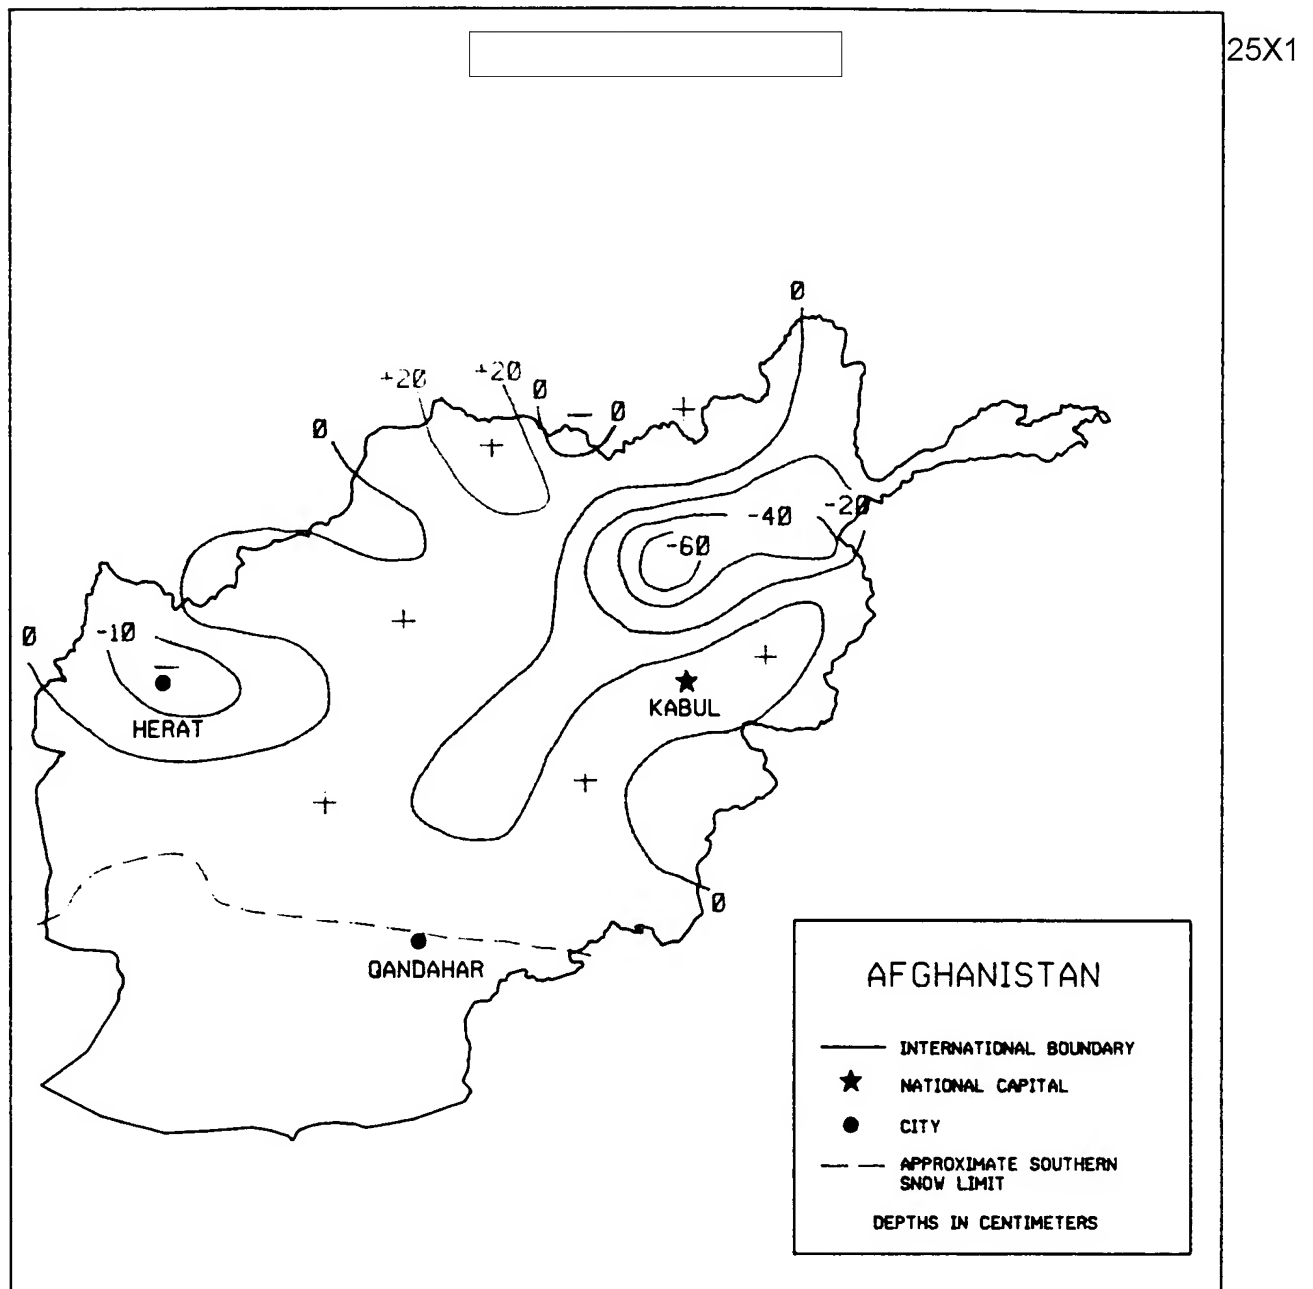 25X1
0
+20
+20
0
0
+
0
-
+
-20
-40
-60
+
0
-10
-
+
KABUL
HERAT
+
+
0
QANDAHAR
AFGHANISTAN
INTERNATIONAL BOUNDARY
NATIONAL CAPITAL
CITY
APPROXIMATE SOUTHERN
SNOW LIMIT
DEPTHS IN CENTIMETERS